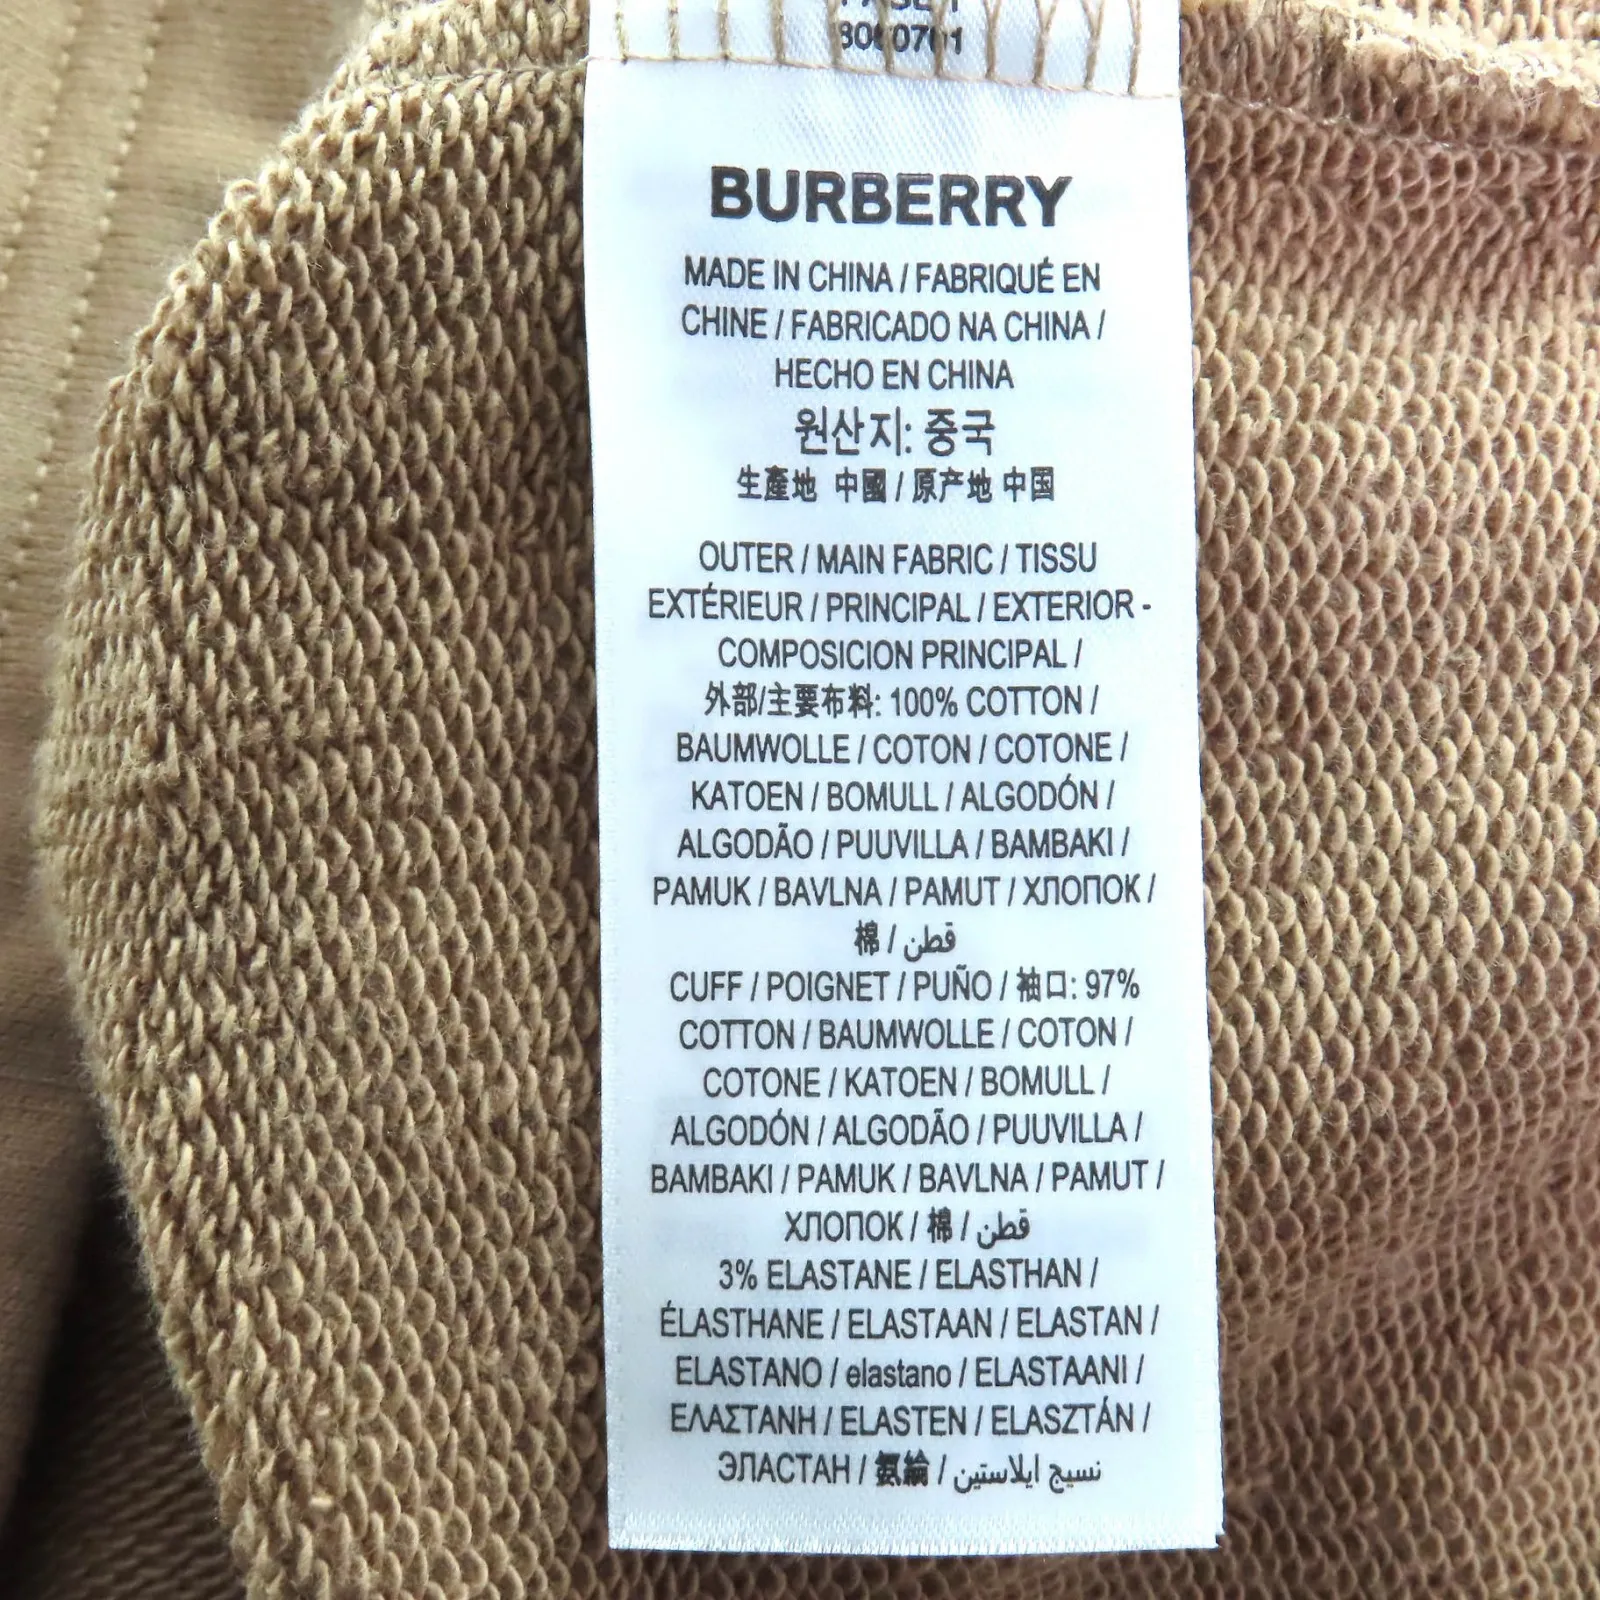 BURBERRY
MADE IN CHINA / FABRIQUÉ EN
CHINE / FABRICADO NA CHINA /
HECHO EN CHINA
원산지: 중국
生產地 中國 / 原产地 中国
OUTER / MAIN FABRIC / TISSU
EXTÉRIEUR / PRINCIPAL / EXTERIOR -
COMPOSICION PRINCIPAL /
外部/主要布料: 100% COTTON /
BAUMWOLLE / COTON / COTONE /
KATOEN / BOMULL / ALGODÓN /
ALGODÃO / PUUVILLA / BAMBAKI /
PAMUK / BAVLNA / PAMUT / ХЛОПОК /
棉 / قطن
CUFF / POIGNET / PUÑO / 袖口: 97%
COTTON / BAUMWOLLE / COTON /
COTONE / KATOEN / BOMULL /
ALGODÓN / ALGODÃO / PUUVILLA /
BAMBAKI / PAMUK / BAVLNA / PAMUT /
ХЛОПОК / 棉 / قطن
3% ELASTANE / ELASTHAN /
ÉLASTHANE / ELASTAAN / ELASTAN /
ELASTANO / elastano / ELASTAANI /
ΕΛΑΣΤΑΝΗ / ELASTEN / ELASZTÁN /
ЭЛАСТАН / 氨綸 / نسيج ايلاستين